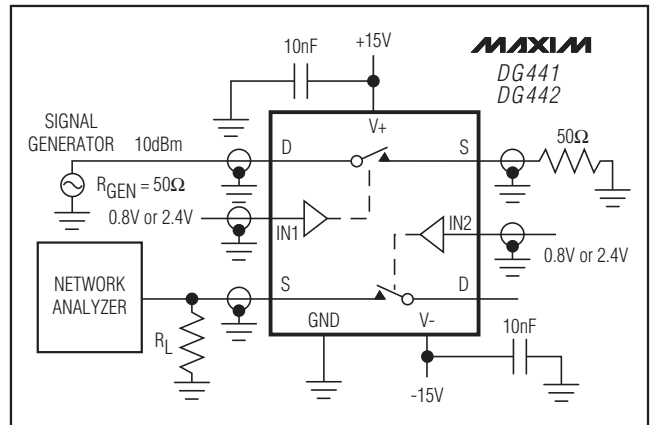 10nF
+15V
MAXIM
DG441
DG442
SIGNAL
GENERATOR
10dBm
V+
D
S
50Ω
RGEN = 50Ω
0.8V or 2.4V
IN1
IN2
0.8V or 2.4V
NETWORK
ANALYZER
S
D
RL
GND
V-
10nF
-15V